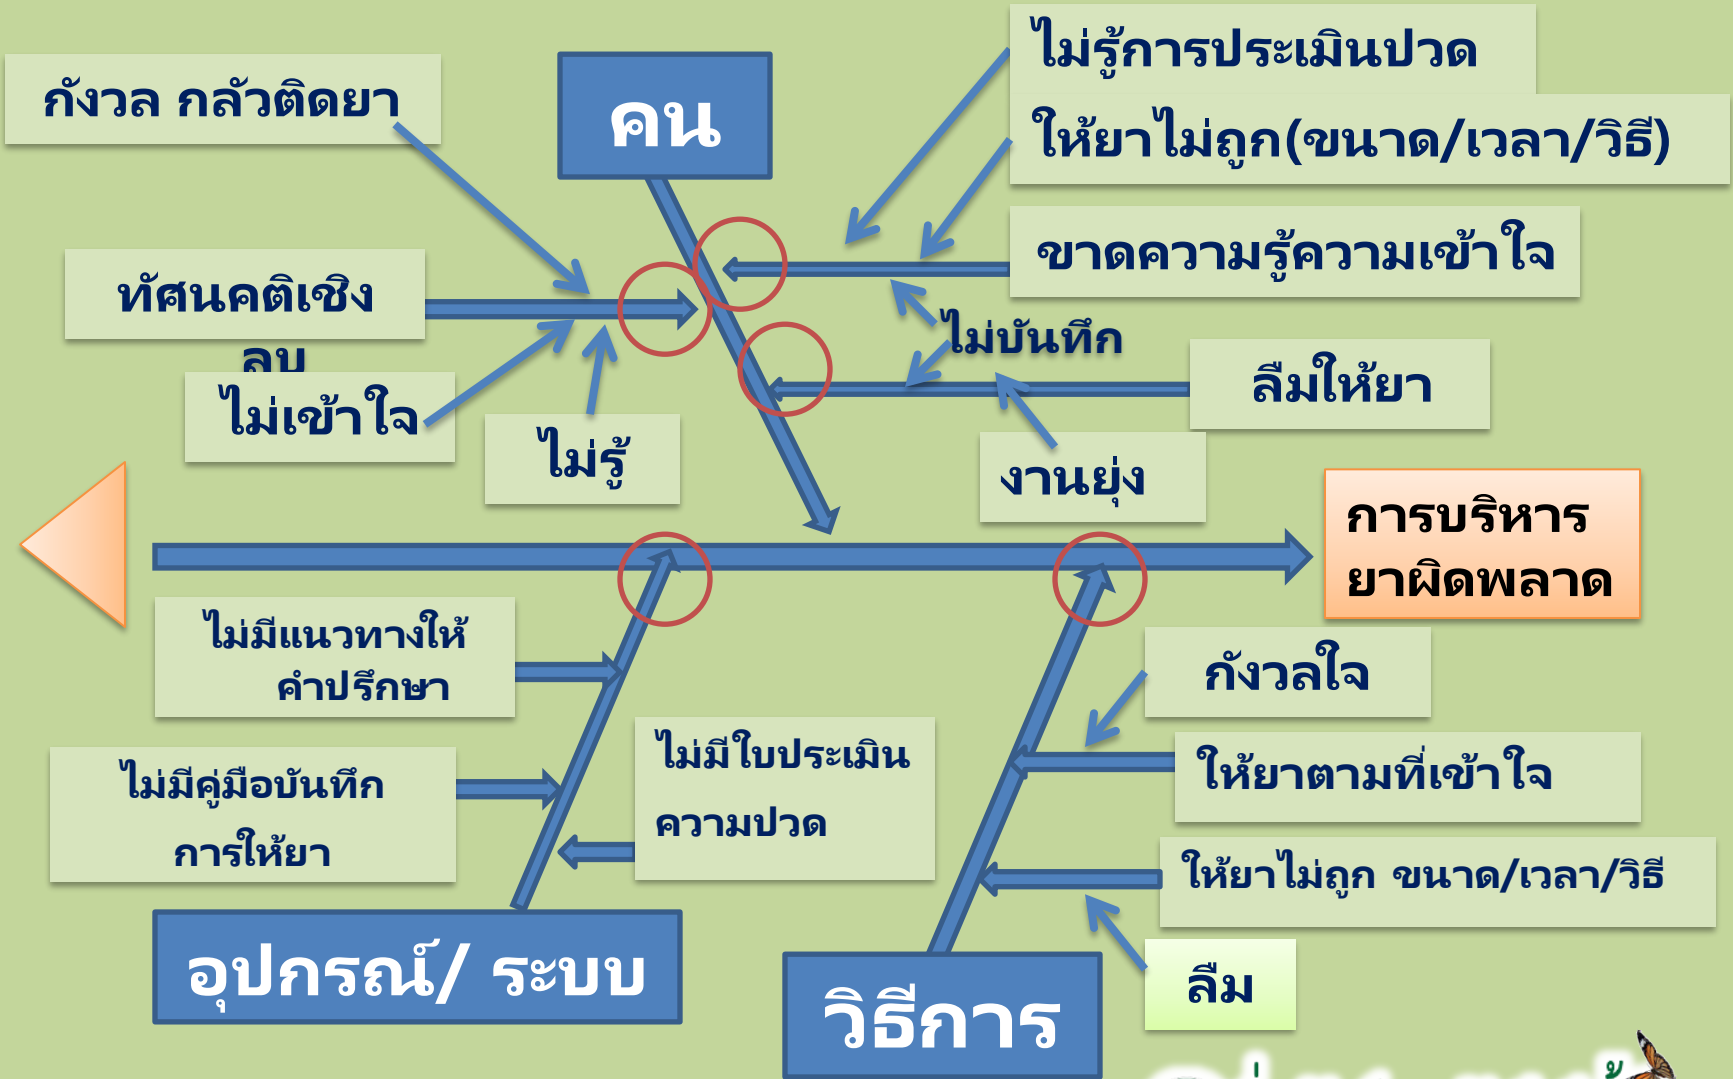 ไม่รู้การประเมินปวด
กังวล กลัวติดยา
คน
ให้ยาไม่ถูก(ขนาด/เวลา/วิธี)
ขาดความรู้ความเข้าใจ
ทัศนคติเชิง
ลบ
ไม่บันทึก
ลืมให้ยา
ไม่เข้าใจ
ไม่รู้
งานยุ่ง
การบริหาร
ยาผิดพลาด
ไม่มีแนวทางให้
คำปรึกษา
กังวลใจ
ไม่มีใบประเมิน
ความปวด
ให้ยาตามที่เข้าใจ
ไม่มีคู่มือบันทึก
การให้ยา
ให้ยาไม่ถูก ขนาด/เวลา/วิธี
อุปกรณ์/ ระบบ
ลืม
วิธีการ